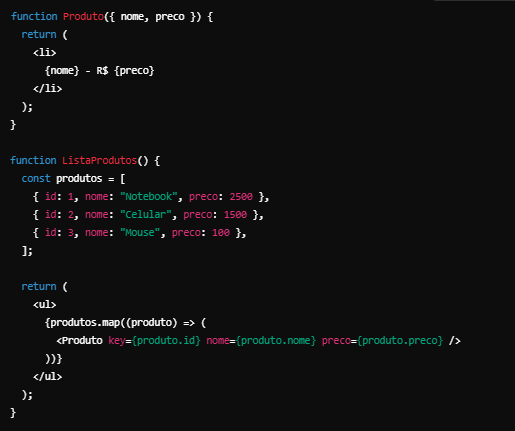 function Produto({ nome, preco }) {
  return (
    <li>
      {nome} - R$ {preco}
    </li>
  );
}

function ListaProdutos() {
  const produtos = [
    { id: 1, nome: "Notebook", preco: 2500 },
    { id: 2, nome: "Celular", preco: 1500 },
    { id: 3, nome: "Mouse", preco: 100 },
  ];

  return (
    <ul>
      {produtos.map((produto) => (
        <Produto key={produto.id} nome={produto.nome} preco={produto.preco} />
      ))}
    </ul>
  );
}